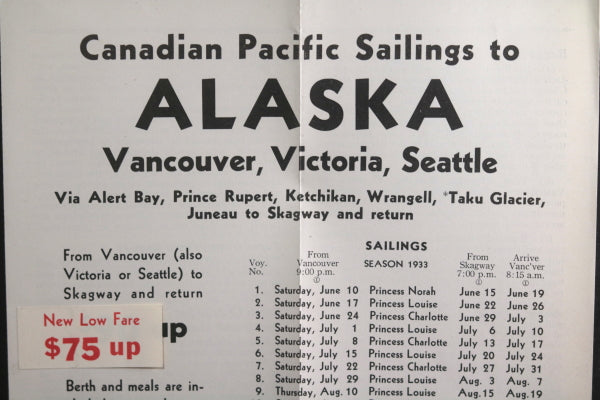 Canadian Pacific Sailings to
ALASKA
Vancouver, Victoria, Seattle
Via Alert Bay, Prince Rupert, Ketchikan, Wrangell, *Taku Glacier,
Juneau to Skagway and return
From Vancouver (also
Victoria or Seattle) to
Skagway and return
New Low Fare
$75 up
up
Berth and meals are in-
SAILINGS
SEASON 1933
Voy. No. From Vancouver 9:00 p.m. ① From Skagway 7:00 p.m. ① Arrive Vanc'ver 8:15 a.m. ①
1. Saturday, June 10 Princess Norah June 15 June 19
2. Saturday, June 17 Princess Louise June 22 June 26
3. Saturday, June 24 Princess Charlotte June 29 July 3
4. Saturday, July 1 Princess Louise July 6 July 10
5. Saturday, July 8 Princess Charlotte July 13 July 17
6. Saturday, July 15 Princess Louise July 20 July 24
7. Saturday, July 22 Princess Charlotte July 27 July 31
8. Saturday, July 29 Princess Louise Aug. 3 Aug. 7
9. Thursday, Aug. 10 Princess Louise Aug. 15 Aug. 19